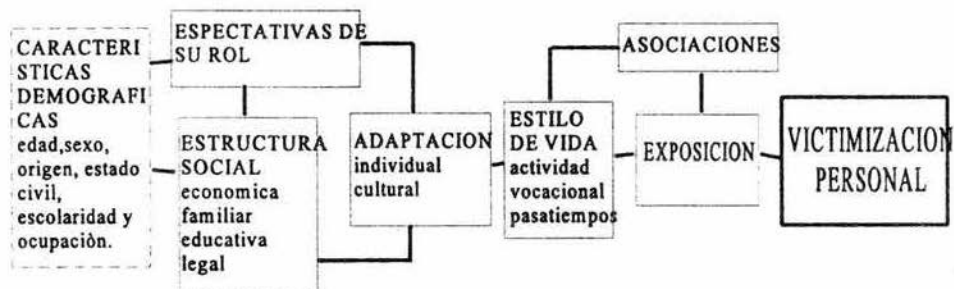 CARACTERI
STICAS
DEMOGRAFI
CAS
edad,sexo,
origen, estado
civil,
escolaridad y
ocupaciòn.
ESPECTATIVAS DE
SU ROL
ESTRUCTURA
SOCIAL
economica
familiar
educativa
legal
ADAPTACION
individual
cultural
ESTILO
DE VIDA
actividad
vocacional
pasatiempos
ASOCIACIONES
EXPOSICION
VICTIMIZACION
PERSONAL